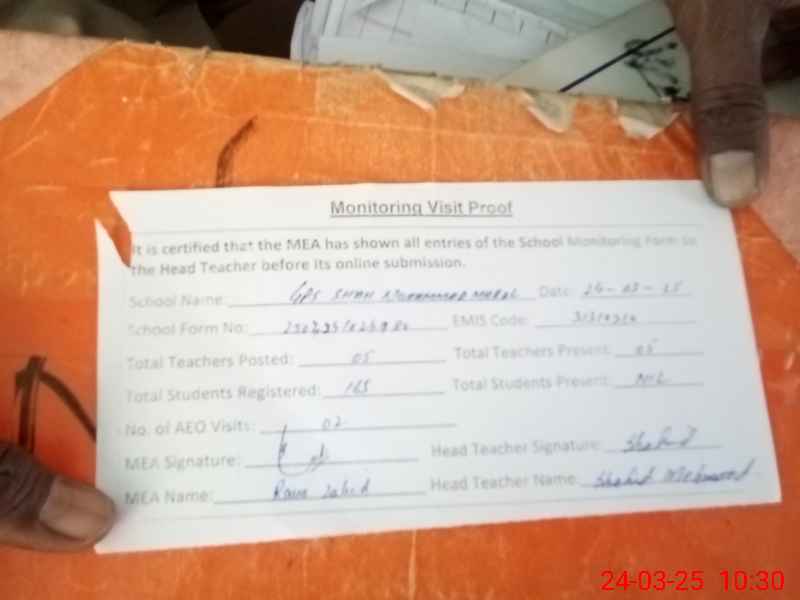 Monitoring Visit Proof
It is certified that the MEA has shown all entries of the School Monitoring Form to
the Head Teacher before its online submission.
School Name: GPS Shah Muhammad Date: 24-03-25
School Form No: EMIS Code:
Total Teachers Posted: 05 Total Teachers Present: 05
Total Students Registered: 165 Total Students Present: Nil
No. of AEO Visits: 02
MEA Signature: Head Teacher Signature: Shahid
MEA Name: Rana Zahid Head Teacher Name: Shahid Mehmood
24-03-25 10:30